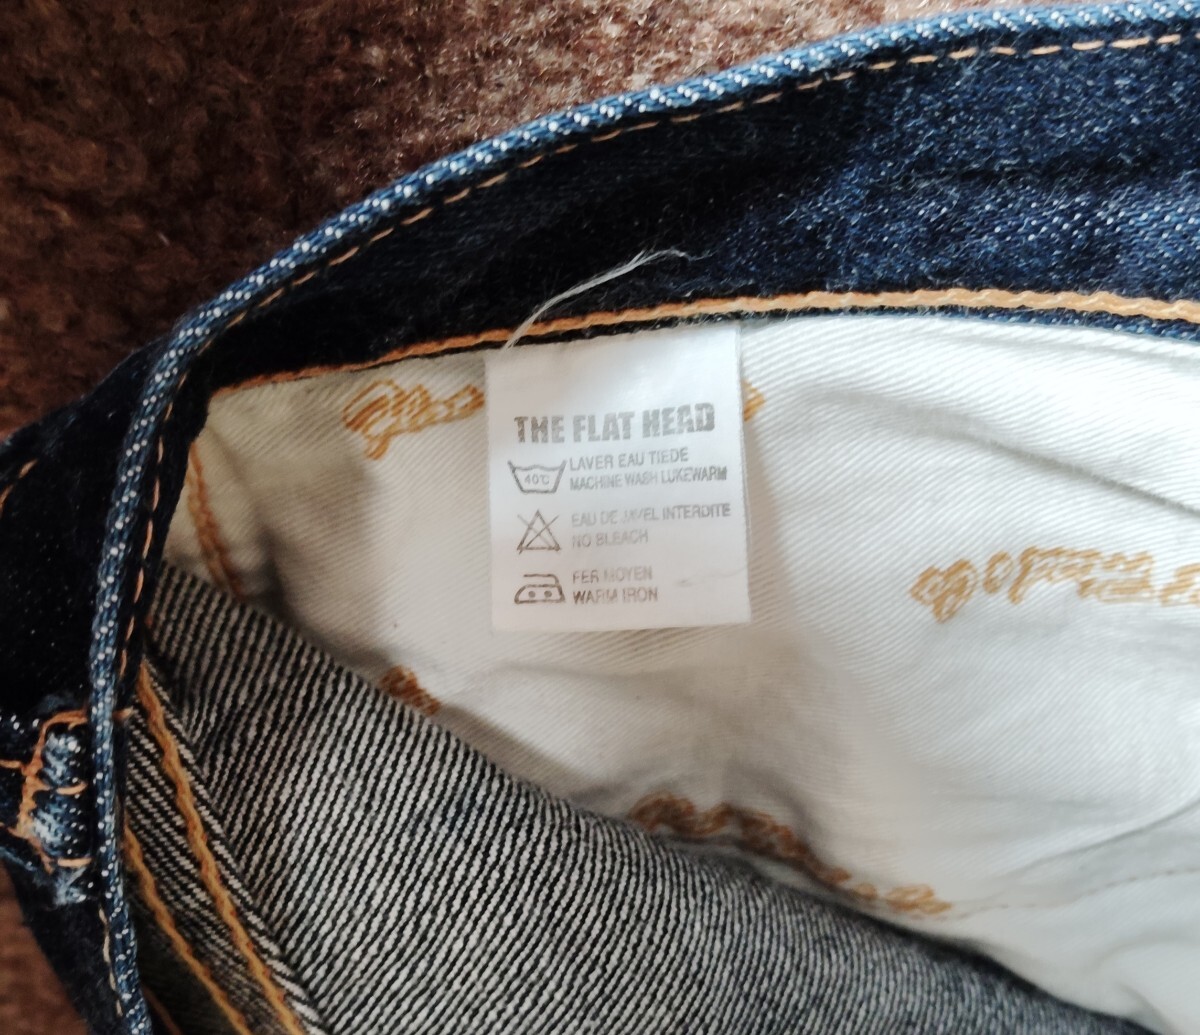 THE FLAT HEAD
40℃
LAVER EAU TIEDE
MACHINE WASH LUKEWARM
EAU DE JAVEL INTERDITE
NO BLEACH
FER MOYEN
WARM IRON